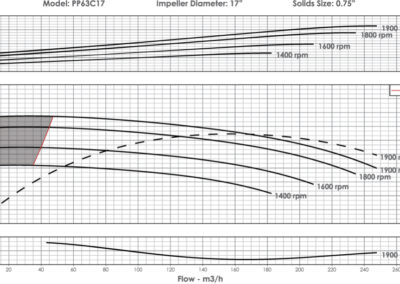 Model: PP63C17 Impeller Diameter: 17" Solids Size: 0.75"
1900
1800 rpm
1600 rpm
1400 rpm
1900
1900
1800 rpm
1600 rpm
1400 rpm
1900
20 40 60 80 100 120 140 160 180 200 220 240 260
Flow - m3/h